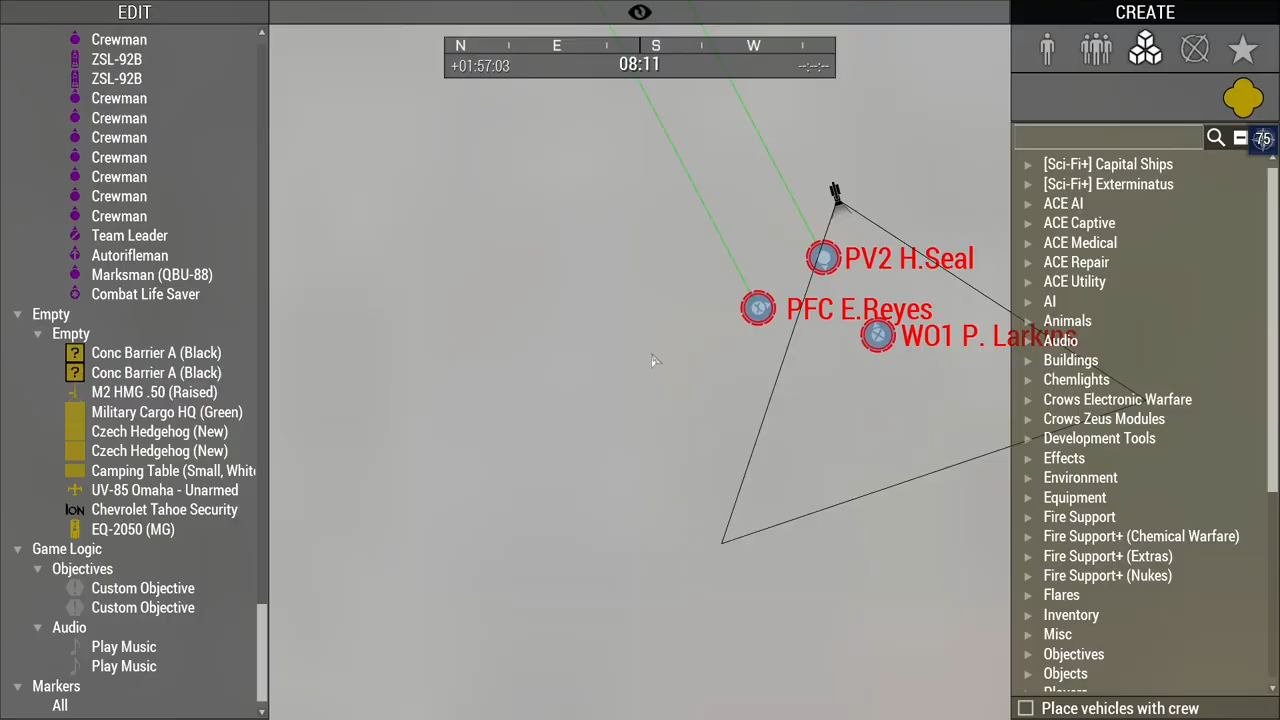 EDIT
Crewman
ZSL-92B
ZSL-92B
Crewman
Crewman
Crewman
Crewman
Crewman
Crewman
Crewman
Team Leader
Autorifleman
Marksman (QBU-88)
Combat Life Saver
Empty
Empty
? Conc Barrier A (Black)
? Conc Barrier A (Black)
M2 HMG .50 (Raised)
Military Cargo HQ (Green)
Czech Hedgehog (New)
Czech Hedgehog (New)
Camping Table (Small, White
UV-85 Omaha - Unarmed
ION Chevrolet Tahoe Security
EQ-2050 (MG)
Game Logic
Objectives
Custom Objective
Custom Objective
Audio
Play Music
Play Music
Markers
All
N E S W
+01:57:03 08:11 --:--:--
PV2 H.Seal
PFC E.Reyes
WO1 P. Larkins
CREATE
75
[Sci-Fi+] Capital Ships
[Sci-Fi+] Exterminatus
ACE AI
ACE Captive
ACE Medical
ACE Repair
ACE Utility
AI
Animals
Audio
Buildings
Chemlights
Crows Electronic Warfare
Crows Zeus Modules
Development Tools
Effects
Environment
Equipment
Fire Support
Fire Support+ (Chemical Warfare)
Fire Support+ (Extras)
Fire Support+ (Nukes)
Flares
Inventory
Misc
Objectives
Objects
Players
Place vehicles with crew